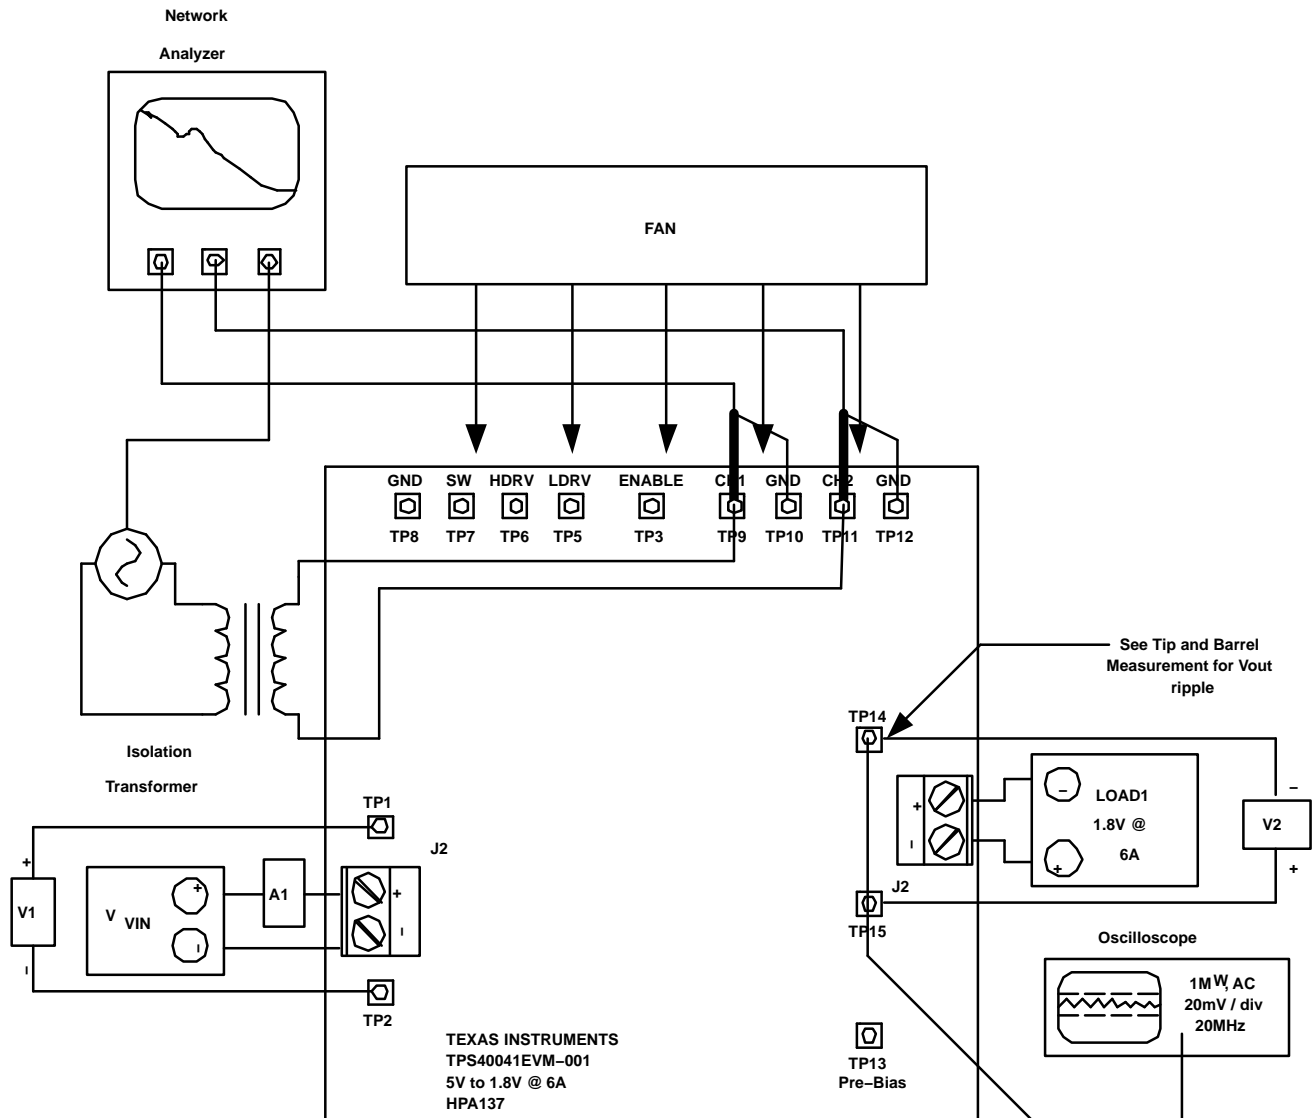 Network
Analyzer
FAN
GND SW HDRV LDRV ENABLE CH1 GND CH2 GND
TP8 TP7 TP6 TP5 TP3 TP9 TP10 TP11 TP12
See Tip and Barrel
Measurement for Vout
ripple
TP14
Isolation
Transformer
TP1
J2
+
−
LOAD1
1.8V @
6A
−
+
−
V2
+
J2
TP15
+
V1
−
V VIN
+
−
A1
+
−
TP2
Oscilloscope
1MW, AC
20mV / div
20MHz
TP13
Pre−Bias
TEXAS INSTRUMENTS
TPS40041EVM−001
5V to 1.8V @ 6A
HPA137